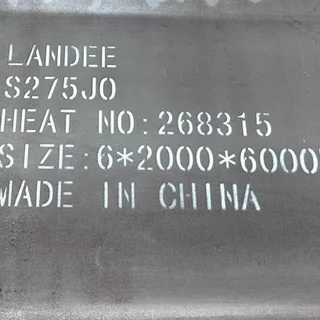 LANDEE
S275J0
HEAT NO:268315
SIZE:6*2000*6000
MADE IN CHINA